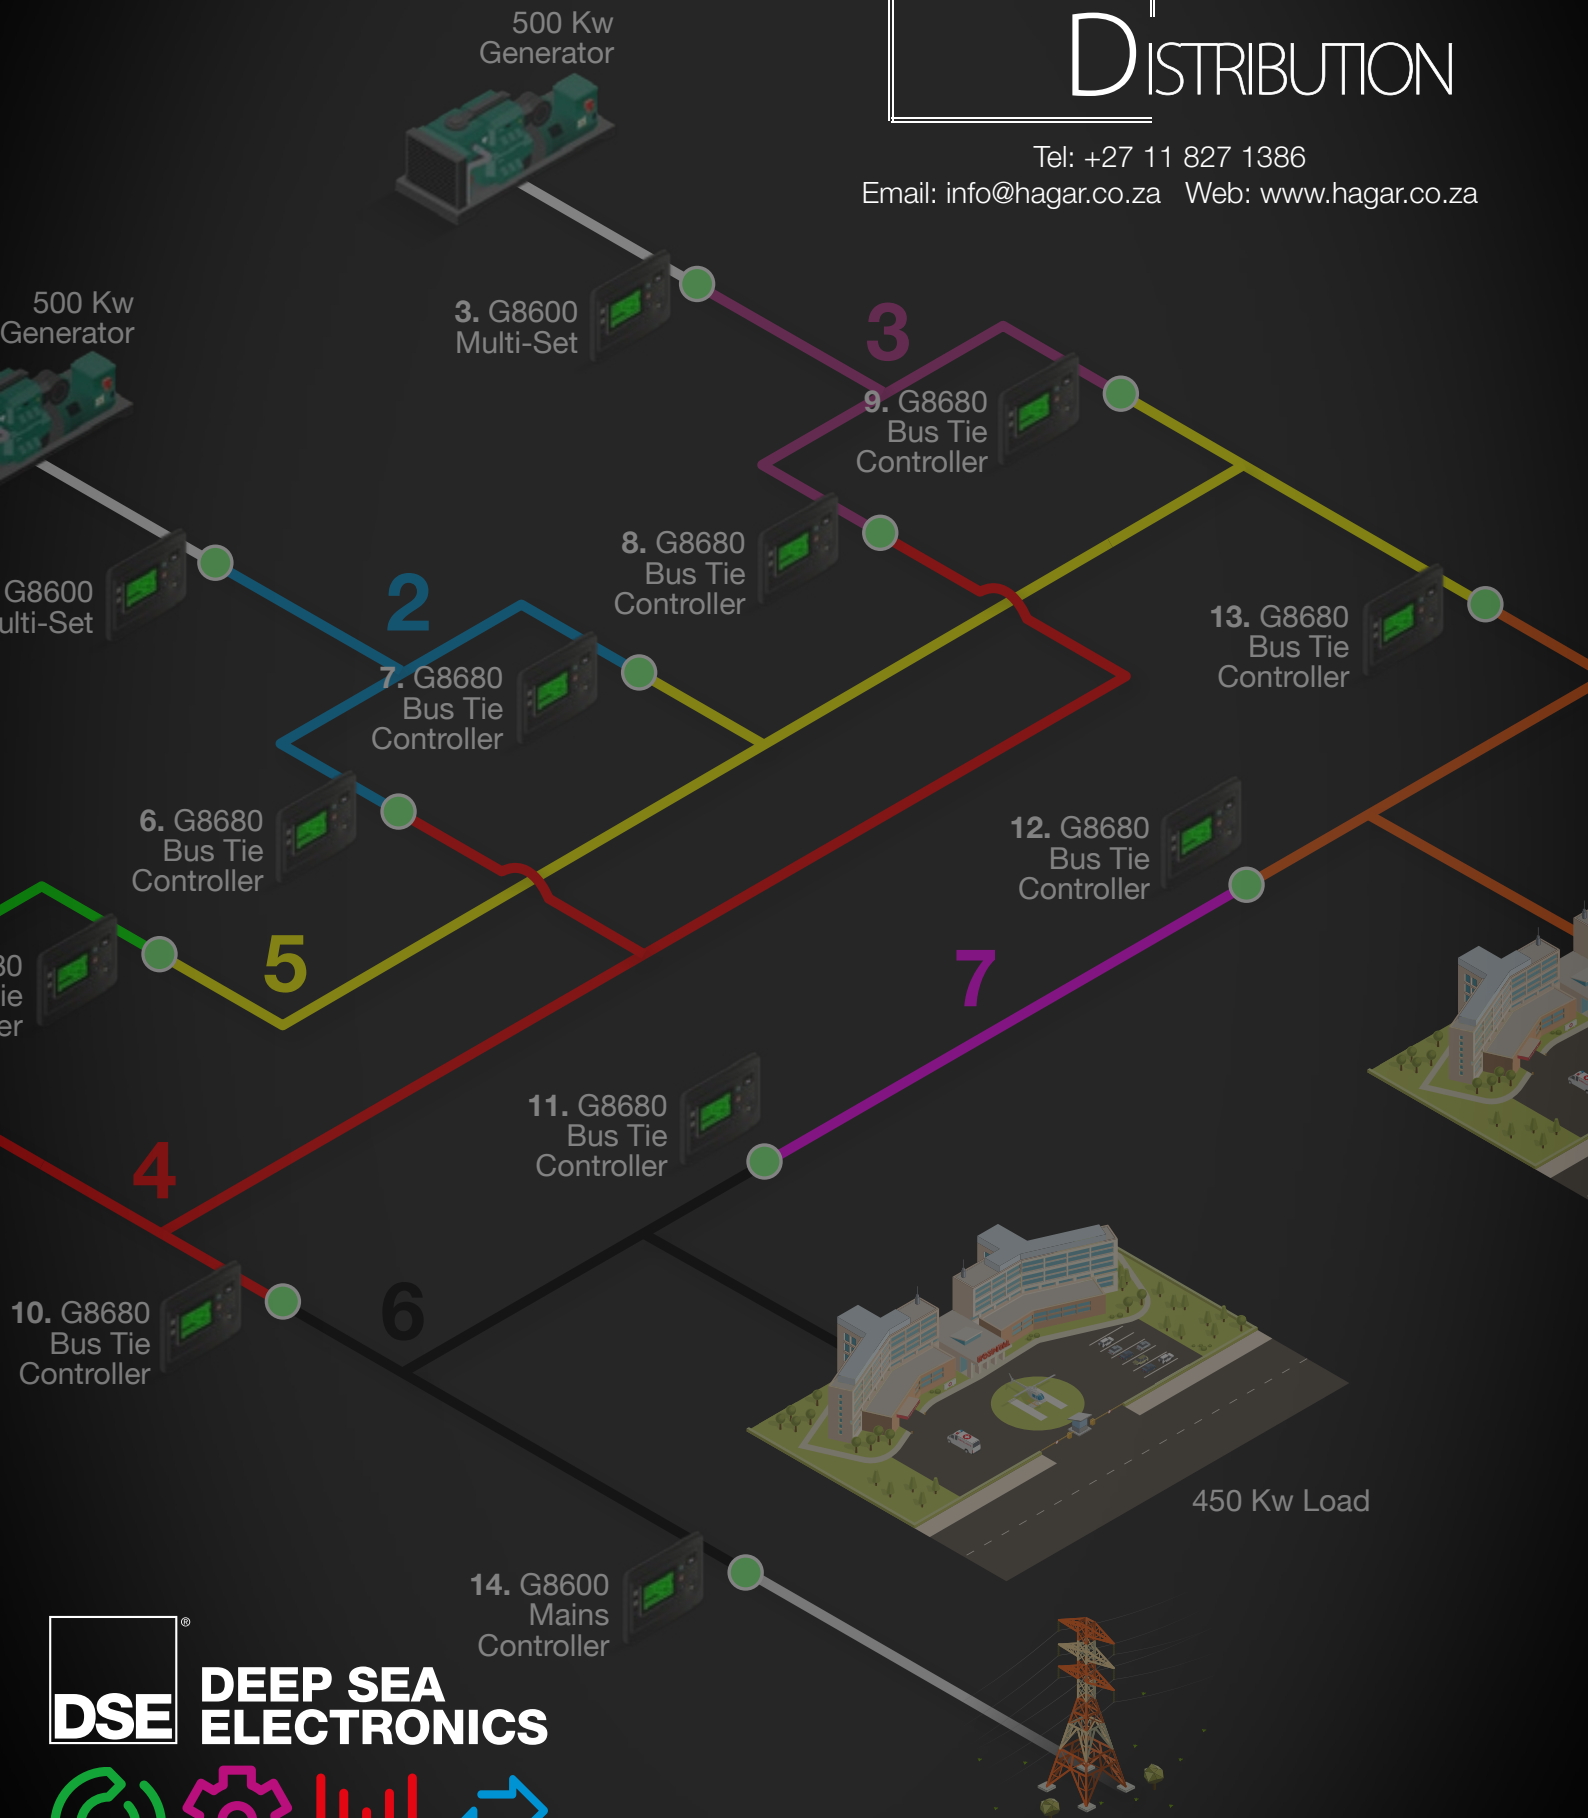 500 Kw
Generator
DISTRIBUTION
Tel: +27 11 827 1386
Email: info@hagar.co.za   Web: www.hagar.co.za
500 Kw
Generator
3. G8600
Multi-Set
3
9. G8680
Bus Tie
Controller
8. G8680
Bus Tie
Controller
G8600
ulti-Set
2
7. G8680
Bus Tie
Controller
13. G8680
Bus Tie
Controller
6. G8680
Bus Tie
Controller
12. G8680
Bus Tie
Controller
80
ie
er
5
7
11. G8680
Bus Tie
Controller
4
10. G8680
Bus Tie
Controller
6
HOSPITAL
H
450 Kw Load
14. G8600
Mains
Controller
DSE®
DEEP SEA
ELECTRONICS